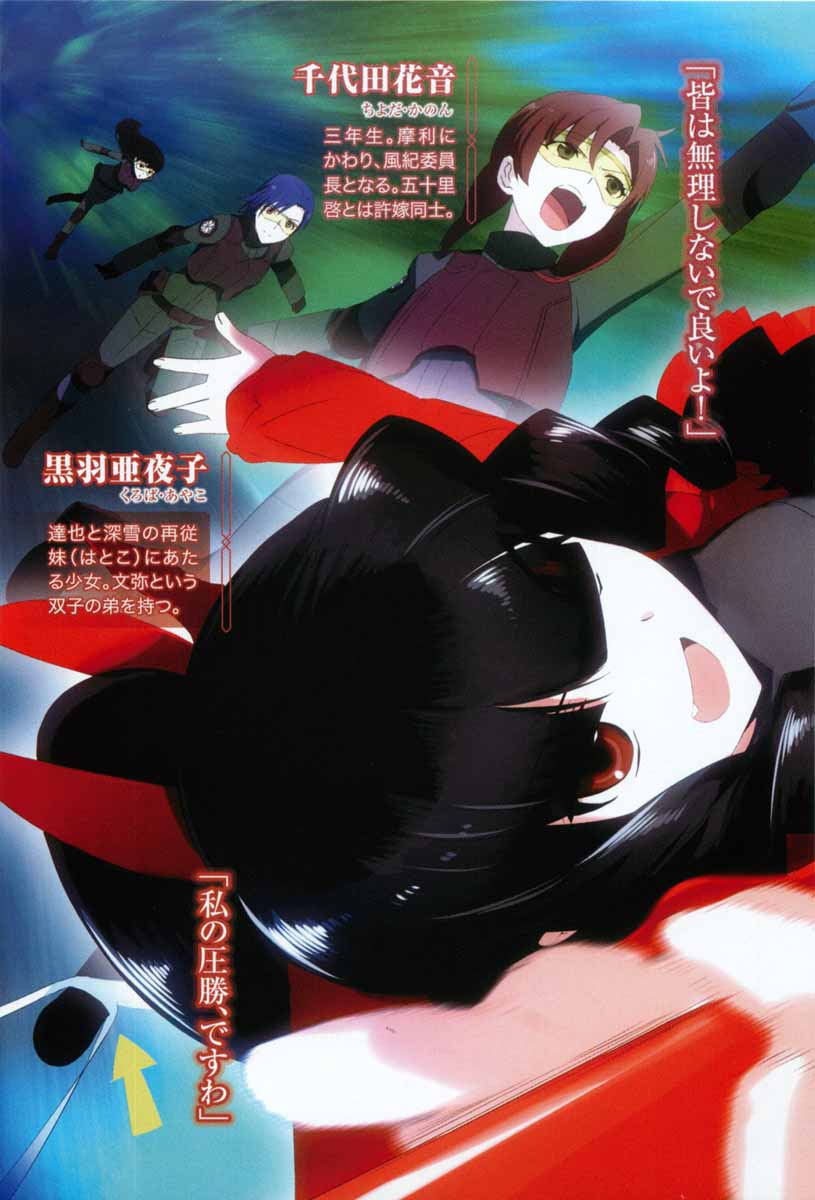 「皆は無理しないで良いよ！」
千代田花音
ちよだ・かのん
三年生。摩利に
かわり、風紀委員
長となる。五十里
啓とは許嫁同士。
黒羽亜夜子
くろば・あやこ
達也と深雪の再従
妹（はとこ）にあた
る少女。文弥という
双子の弟を持つ。
「私の圧勝、ですわ」